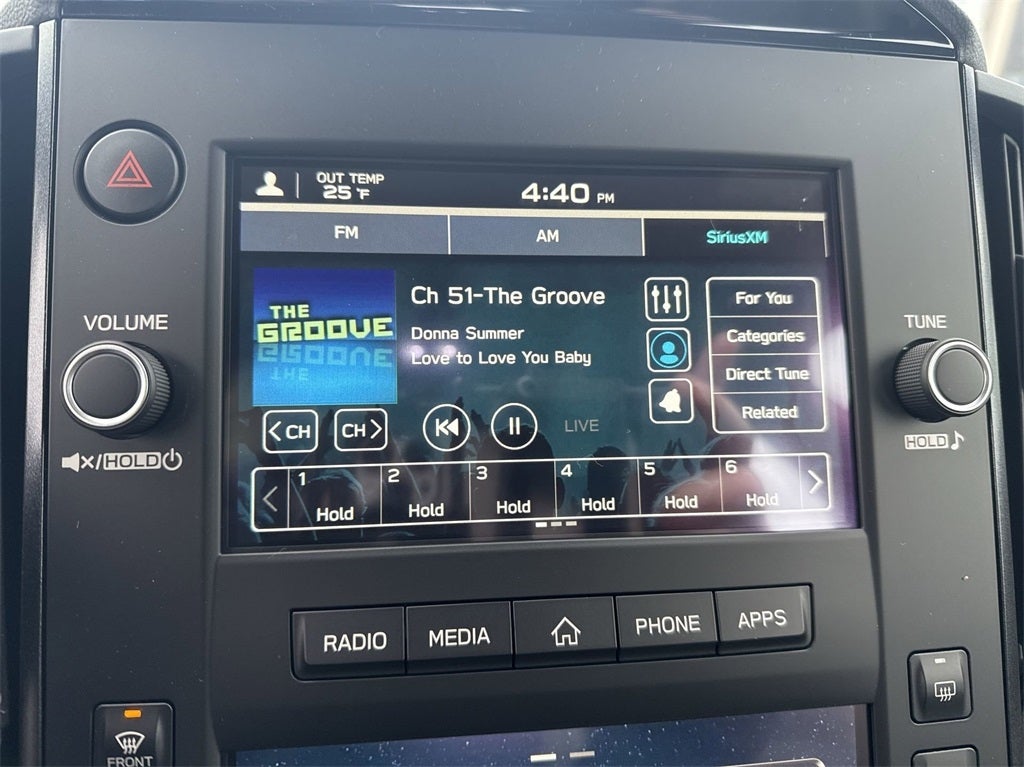 OUT TEMP
25 °F
4:40 PM
FM
AM
SiriusXM
THE
GROOVE
Ch 51-The Groove
Donna Summer
Love to Love You Baby
For You
Categories
Direct Tune
Related
VOLUME
TUNE
HOLD
/HOLD
<CH
CH>
LIVE
1
Hold
2
Hold
3
Hold
4
Hold
5
Hold
6
Hold
RADIO
MEDIA
PHONE
APPS
FRONT